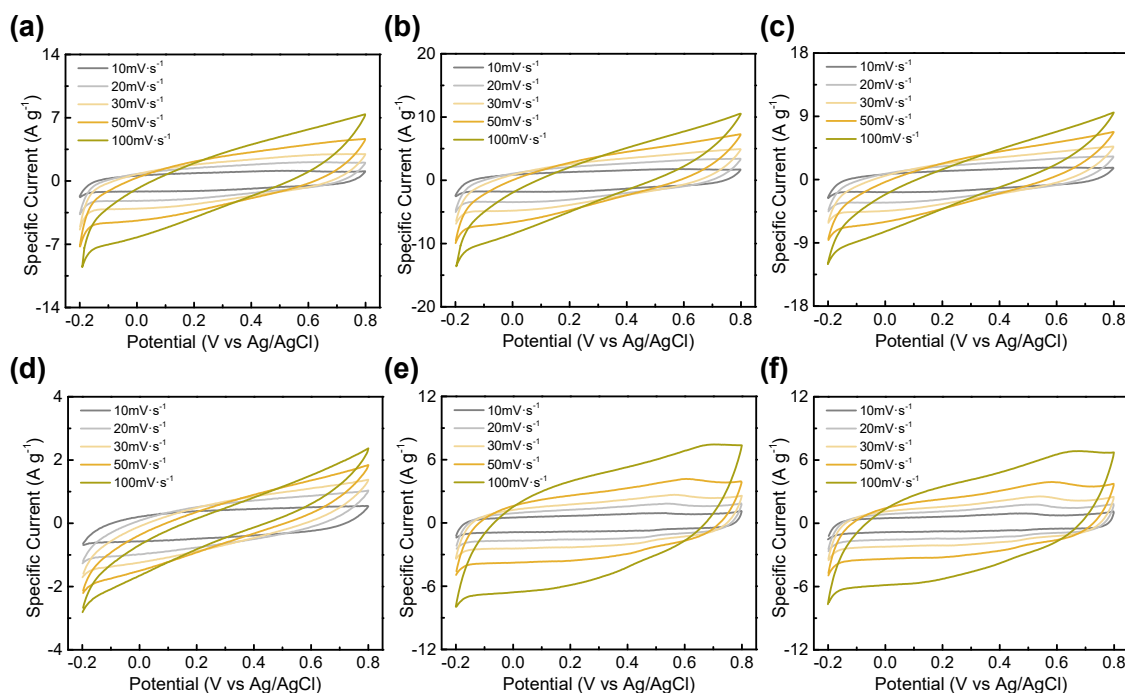 (a)
14
7
0
-7
-14
Specific Current (A g⁻¹)
10mV·s⁻¹
20mV·s⁻¹
30mV·s⁻¹
50mV·s⁻¹
100mV·s⁻¹
-0.2 0.0 0.2 0.4 0.6 0.8
Potential (V vs Ag/AgCl)
(b)
20
10
0
-10
-20
Specific Current (A g⁻¹)
10mV·s⁻¹
20mV·s⁻¹
30mV·s⁻¹
50mV·s⁻¹
100mV·s⁻¹
-0.2 0.0 0.2 0.4 0.6 0.8
Potential (V vs Ag/AgCl)
(c)
18
9
0
-9
-18
Specific Current (A g⁻¹)
10mV·s⁻¹
20mV·s⁻¹
30mV·s⁻¹
50mV·s⁻¹
100mV·s⁻¹
-0.2 0.0 0.2 0.4 0.6 0.8
Potential (V vs Ag/AgCl)
(d)
4
2
0
-2
-4
Specific Current (A g⁻¹)
10mV·s⁻¹
20mV·s⁻¹
30mV·s⁻¹
50mV·s⁻¹
100mV·s⁻¹
-0.2 0.0 0.2 0.4 0.6 0.8
Potential (V vs Ag/AgCl)
(e)
12
6
0
-6
-12
Specific Current (A g⁻¹)
10mV·s⁻¹
20mV·s⁻¹
30mV·s⁻¹
50mV·s⁻¹
100mV·s⁻¹
-0.2 0.0 0.2 0.4 0.6 0.8
Potential (V vs Ag/AgCl)
(f)
12
6
0
-6
-12
Specific Current (A g⁻¹)
10mV·s⁻¹
20mV·s⁻¹
30mV·s⁻¹
50mV·s⁻¹
100mV·s⁻¹
-0.2 0.0 0.2 0.4 0.6 0.8
Potential (V vs Ag/AgCl)